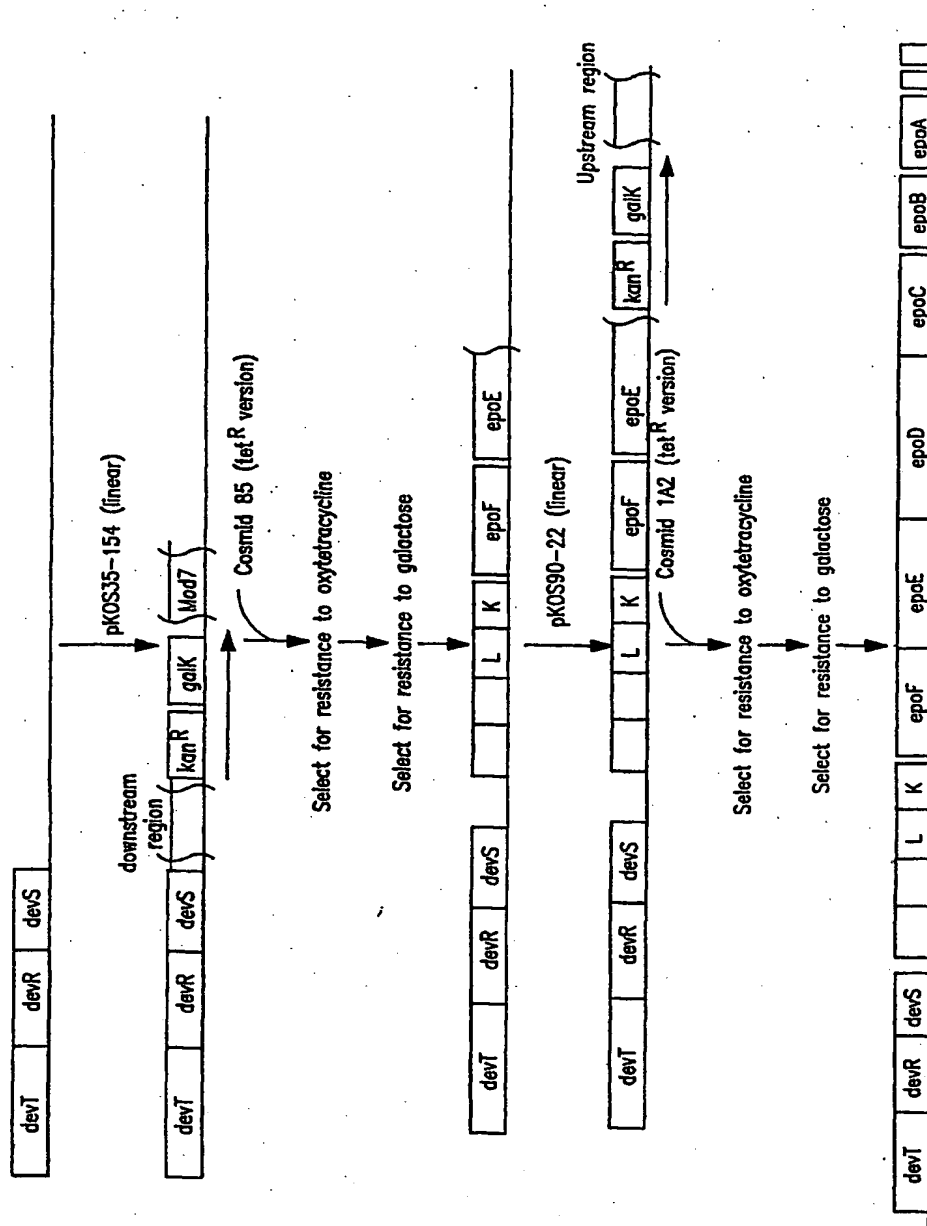 devT devR devS
pKOS35-154 (linear)
downstream
region
devT devR devS kanR galK Mod7
Cosmid 85 (tetR version)
Select for resistance to oxytetracycline
Select for resistance to galactose
devT devR devS L K epoF epoE
pKOS90-22 (linear)
Upstream region
devT devR devS L K epoF epoE kanR galK
Cosmid 1A2 (tetR version)
Select for resistance to oxytetracycline
Select for resistance to galactose
devT devR devS L K epoF epoE epoD epoC epoB epoA